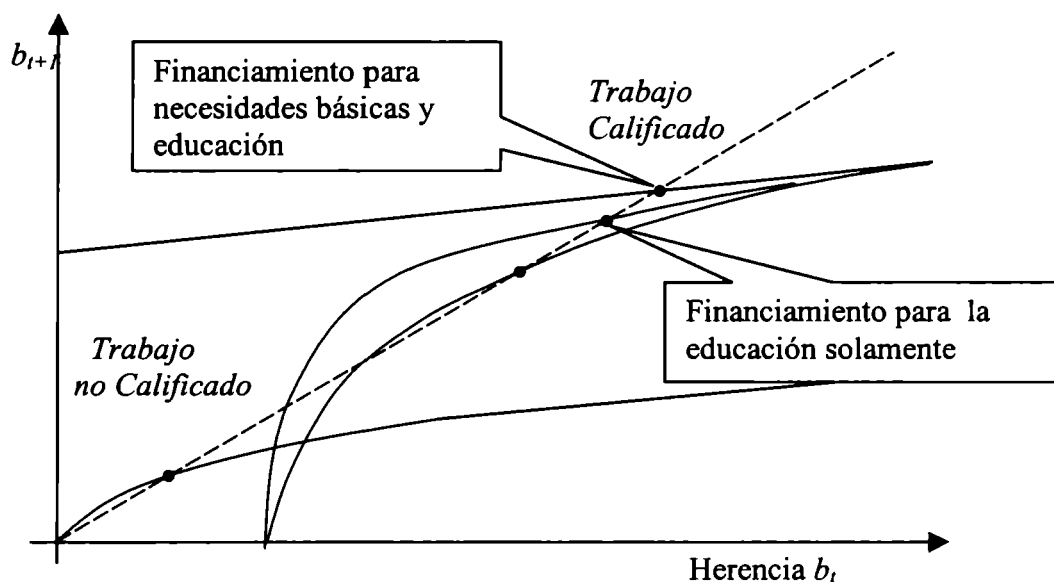 b_{t+1}
Financiamiento para
necesidades básicas y
educación
Trabajo
Calificado
Financiamiento para la
educación solamente
Trabajo
no Calificado
Herencia b_t